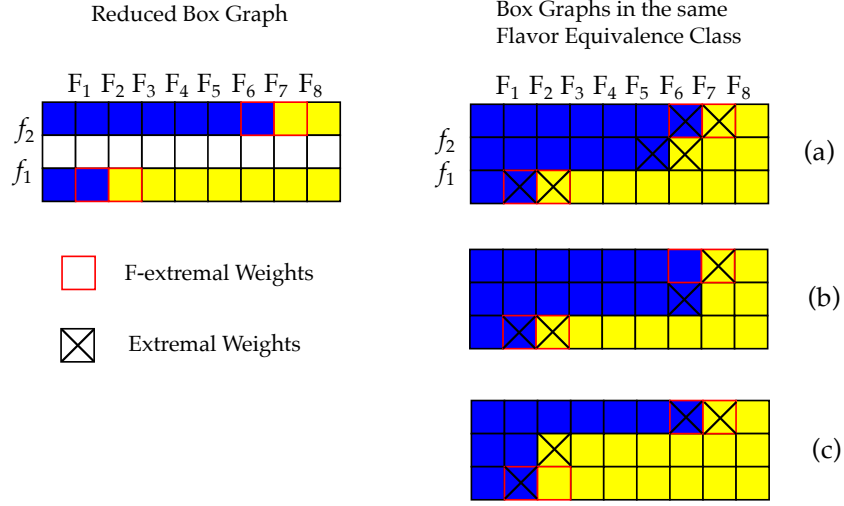 Reduced Box Graph
Box Graphs in the same
Flavor Equivalence Class
F1 F2 F3 F4 F5 F6 F7 F8
f2
f1
F1 F2 F3 F4 F5 F6 F7 F8
f2
f1
(a)
F-extremal Weights
Extremal Weights
(b)
(c)